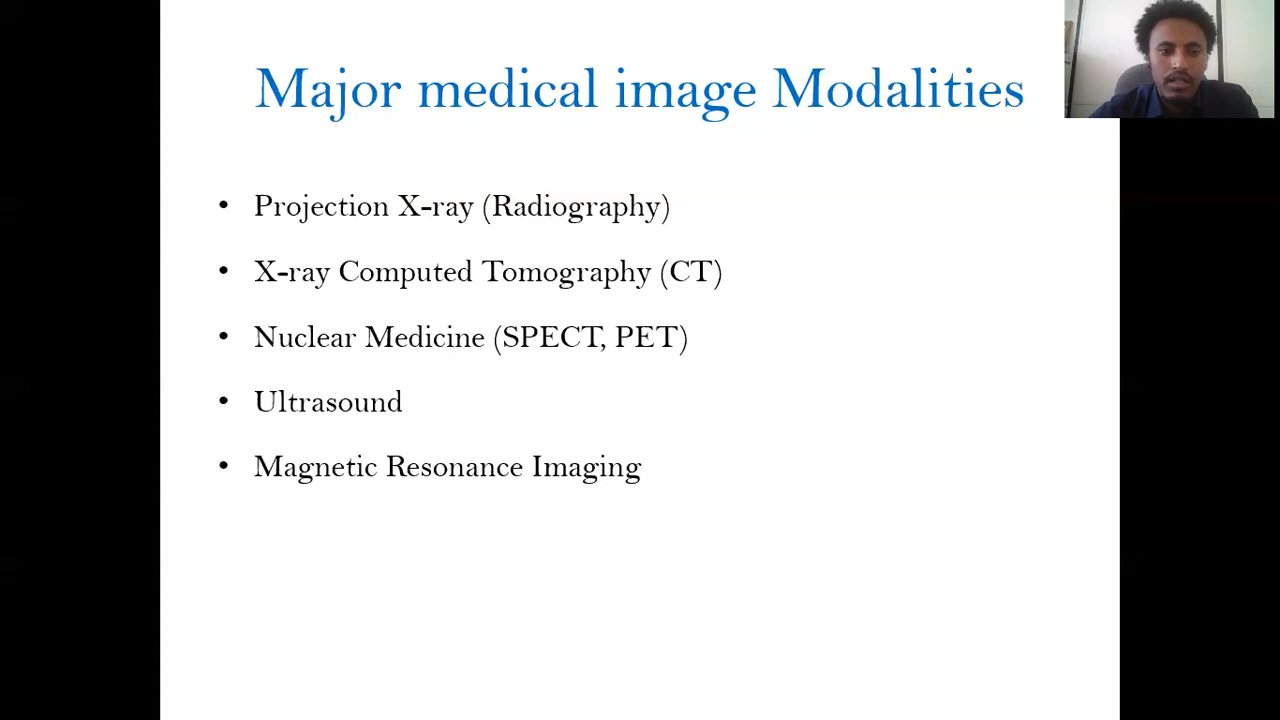 Major medical image Modalities
• Projection X-ray (Radiography)
• X-ray Computed Tomography (CT)
• Nuclear Medicine (SPECT, PET)
• Ultrasound
• Magnetic Resonance Imaging